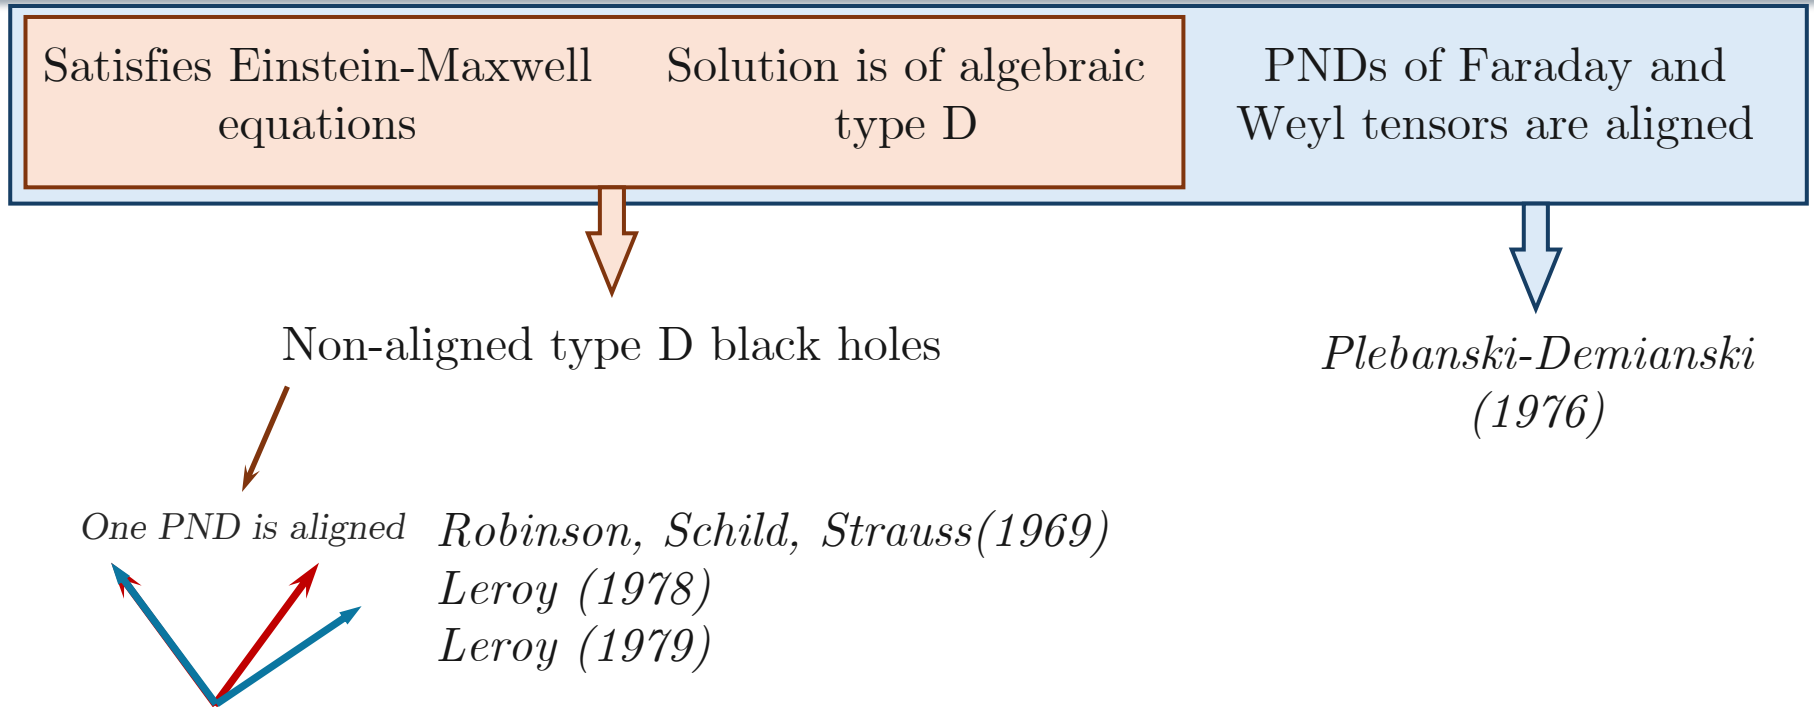 Satisfies Einstein-Maxwell
equations
Solution is of algebraic
type D
PNDs of Faraday and
Weyl tensors are aligned
Non-aligned type D black holes
Plebanski-Demianski
(1976)
One PND is aligned
Robinson, Schild, Strauss(1969)
Leroy (1978)
Leroy (1979)